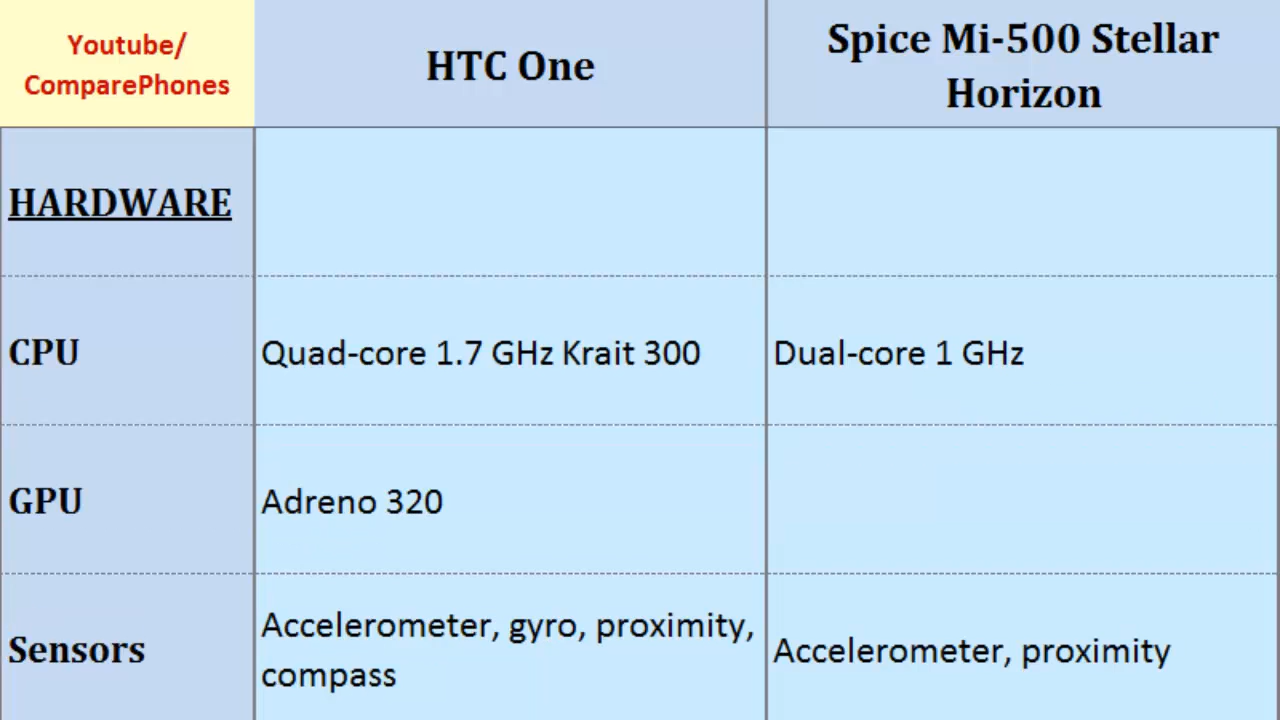 Youtube/
ComparePhones
HTC One
Spice Mi-500 Stellar
Horizon
HARDWARE
CPU
Quad-core 1.7 GHz Krait 300
Dual-core 1 GHz
GPU
Adreno 320
Sensors
Accelerometer, gyro, proximity,
compass
Accelerometer, proximity